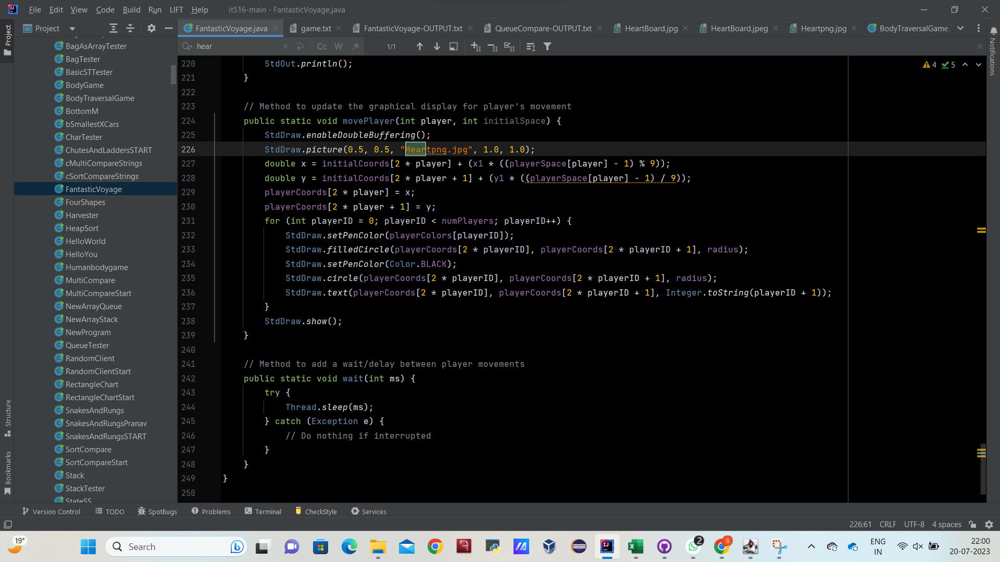 File Edit View Code Build Run LIFT Help it516-main - FantasticVoyage.java
Project
FantasticVoyage.java game.txt FantasticVoyage-OUTPUT.txt QueueCompare-OUTPUT.txt HeartBoard.jpg HeartBoard.jpeg Heartpng.jpg BodyTraversalGame.
hear Cc W .* 1/1
Project
Structure
Bookmarks
Notifications
BagAsArrayTester
BagTester
BasicSTTester
BodyGame
BodyTraversalGame
BottomM
bSmallestXCars
CharTester
ChutesAndLaddersSTART
cMultiCompareStrings
cSortCompareStrings
FantasticVoyage
FourShapes
Harvester
HeapSort
HelloWorld
HelloYou
Humanbodygame
MultiCompare
MultiCompareStart
NewArrayQueue
NewArrayStack
NewProgram
QueueTester
RandomClient
RandomClientStart
RectangleChart
RectangleChartStart
SnakesAndRungs
SnakesAndRungsPranav
SnakesAndRungsSTART
SortCompare
SortCompareStart
Stack
StackTester
StateSS
4 5
220 StdOut.println();
221 }
222
223 // Method to update the graphical display for player's movement
224 public static void movePlayer(int player, int initialSpace) {
225 StdDraw.enableDoubleBuffering();
226 StdDraw.picture(0.5, 0.5, "Heartpng.jpg", 1.0, 1.0);
227 double x = initialCoords[2 * player] + (x1 * ((playerSpace[player] - 1) % 9));
228 double y = initialCoords[2 * player + 1] + (y1 * ((playerSpace[player] - 1) / 9));
229 playerCoords[2 * player] = x;
230 playerCoords[2 * player + 1] = y;
231 for (int playerID = 0; playerID < numPlayers; playerID++) {
232 StdDraw.setPenColor(playerColors[playerID]);
233 StdDraw.filledCircle(playerCoords[2 * playerID], playerCoords[2 * playerID + 1], radius);
234 StdDraw.setPenColor(Color.BLACK);
235 StdDraw.circle(playerCoords[2 * playerID], playerCoords[2 * playerID + 1], radius);
236 StdDraw.text(playerCoords[2 * playerID], playerCoords[2 * playerID + 1], Integer.toString(playerID + 1));
237 }
238 StdDraw.show();
239 }
240
241 // Method to add a wait/delay between player movements
242 public static void wait(int ms) {
243 try {
244 Thread.sleep(ms);
245 } catch (Exception e) {
246 // Do nothing if interrupted
247 }
248 }
249 }
250
Version Control TODO SpotBugs Problems Terminal CheckStyle Services
226:61 CRLF UTF-8 4 spaces
19° Search 2 S ENG 22:00
IN 20-07-2023